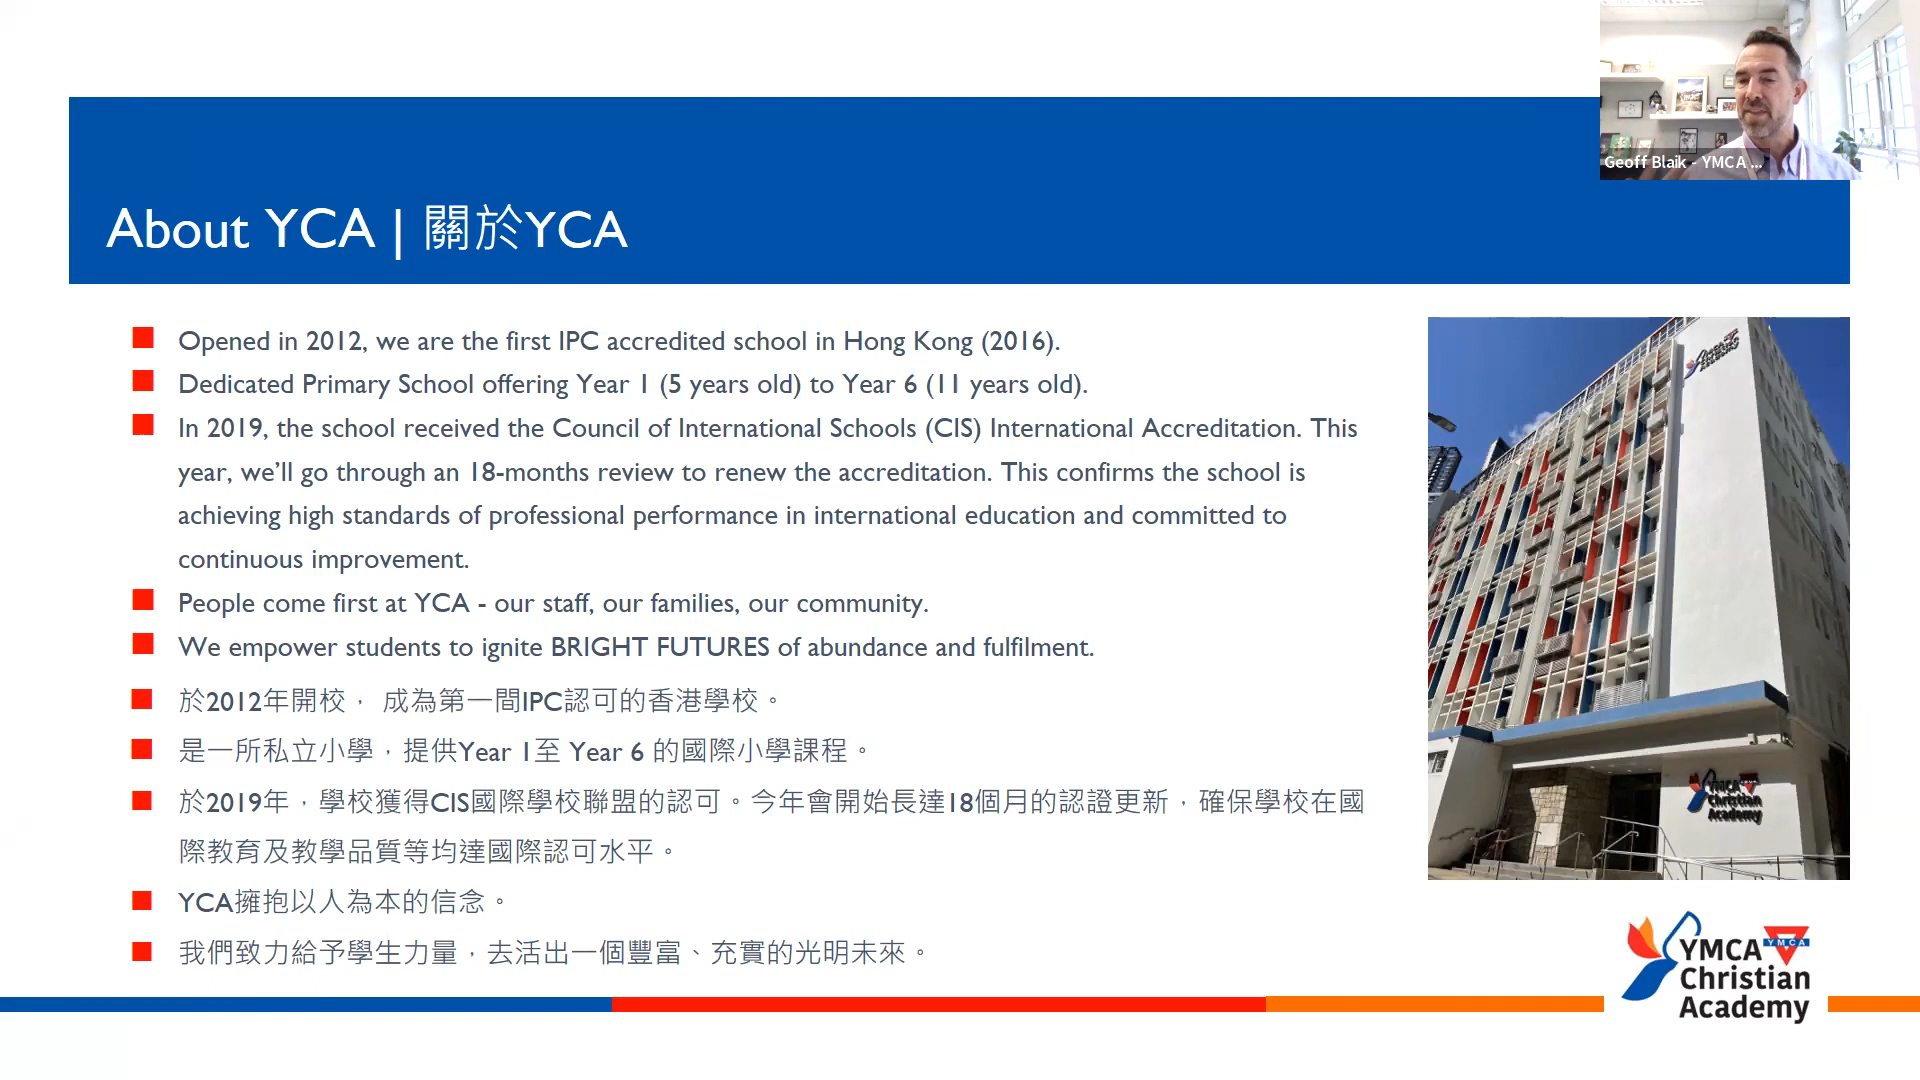 Geoff Blaik - YMCA ...
About YCA | 關於YCA
Opened in 2012, we are the first IPC accredited school in Hong Kong (2016).
Dedicated Primary School offering Year 1 (5 years old) to Year 6 (11 years old).
In 2019, the school received the Council of International Schools (CIS) International Accreditation. This
year, we’ll go through an 18-months review to renew the accreditation. This confirms the school is
achieving high standards of professional performance in international education and committed to
continuous improvement.
People come first at YCA - our staff, our families, our community.
We empower students to ignite BRIGHT FUTURES of abundance and fulfilment.
於2012年開校， 成為第一間IPC認可的香港學校。
是一所私立小學，提供Year 1至 Year 6 的國際小學課程。
於2019年，學校獲得CIS國際學校聯盟的認可。今年會開始長達18個月的認證更新，確保學校在國
際教育及教學品質等均達國際認可水平。
YCA擁抱以人為本的信念。
我們致力給予學生力量，去活出一個豐富、充實的光明未來。
YMCA
Christian
Academy
YMCA
YMCA
Christian
Academy